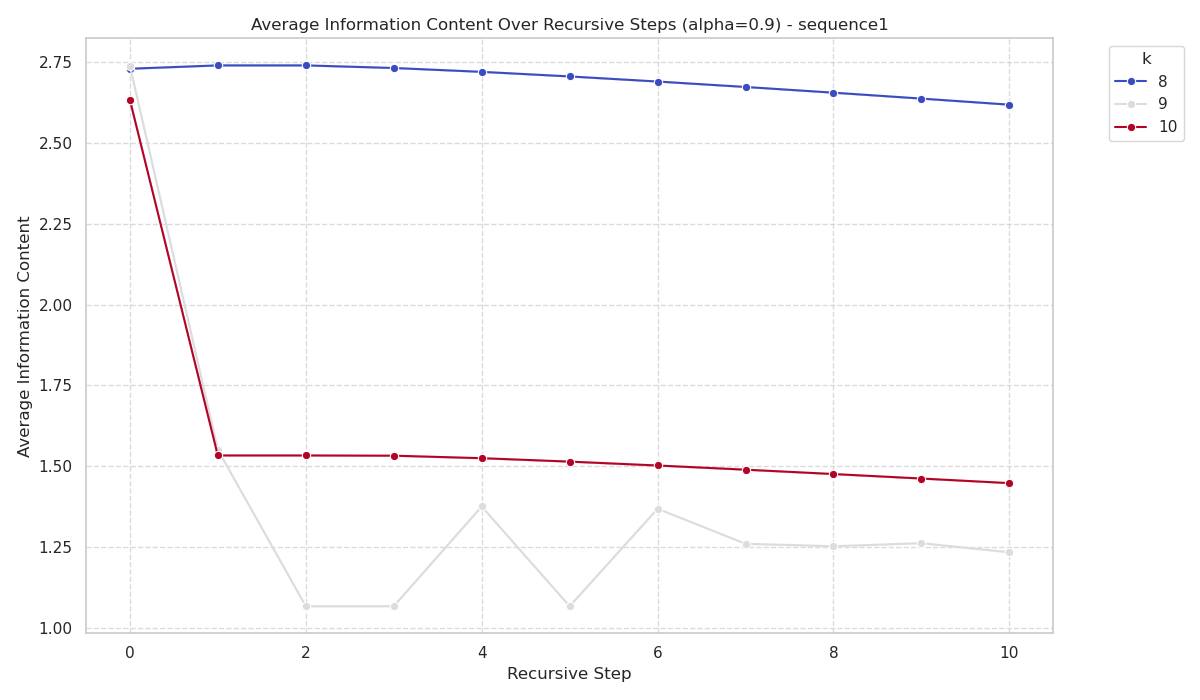 Average Information Content Over Recursive Steps (alpha=0.9) - sequence1
k
8
9
10
Average Information Content
2.75
2.50
2.25
2.00
1.75
1.50
1.25
1.00
0 2 4 6 8 10
Recursive Step